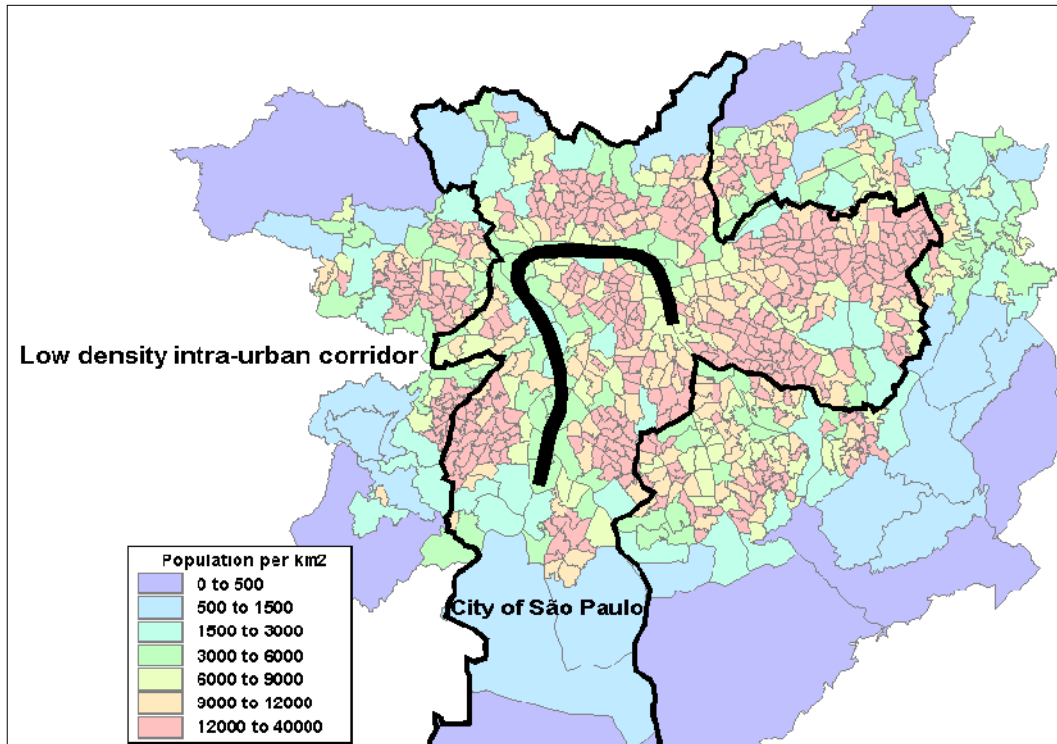 Low density intra-urban corridor
City of São Paulo
Population per km2
0 to 500
500 to 1500
1500 to 3000
3000 to 6000
6000 to 9000
9000 to 12000
12000 to 40000